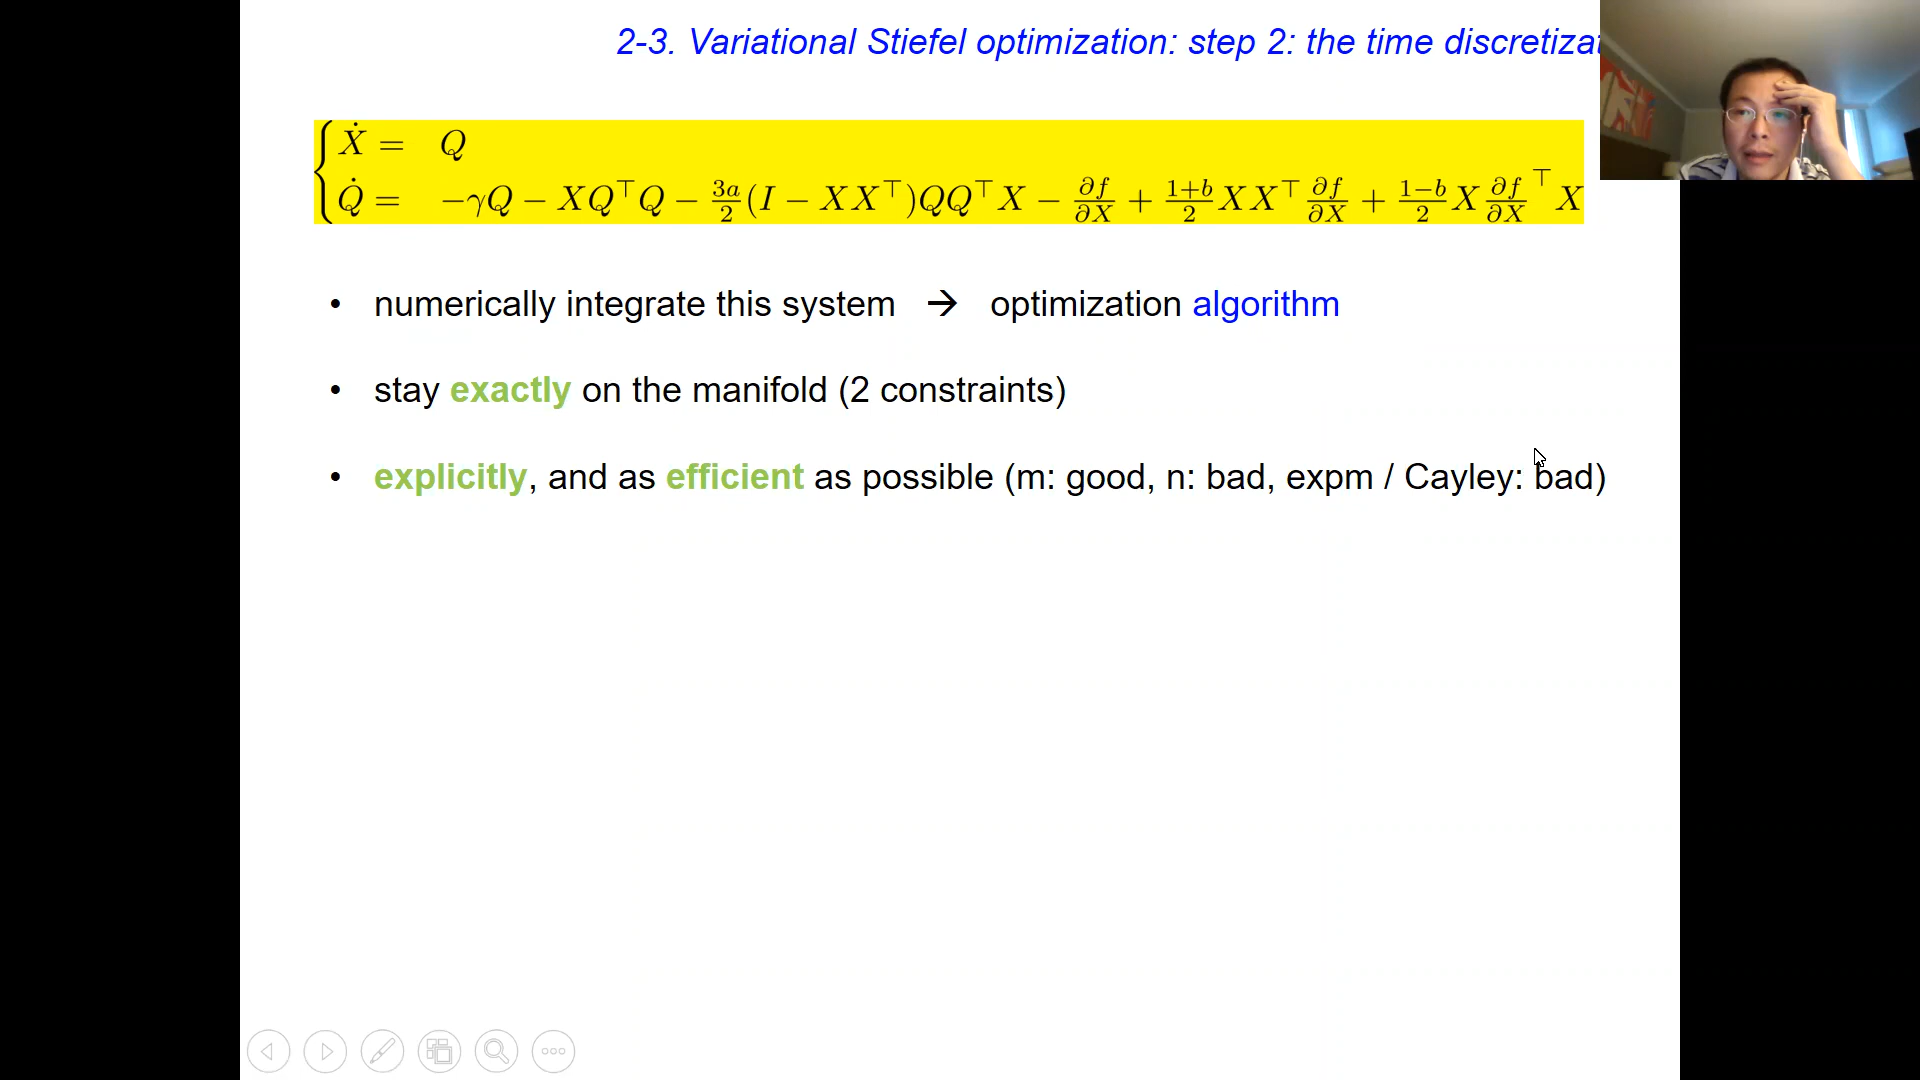 2-3. Variational Stiefel optimization: step 2: the time discretizat
Ẋ = Q
Q̇ = −γQ − XQ⊤Q − 3a/2 (I − XX⊤)QQ⊤X − ∂f/∂X + 1+b/2 XX⊤ ∂f/∂X + 1−b/2 X ∂f/∂X⊤ X
• numerically integrate this system → optimization algorithm
• stay exactly on the manifold (2 constraints)
• explicitly, and as efficient as possible (m: good, n: bad, expm / Cayley: bad)